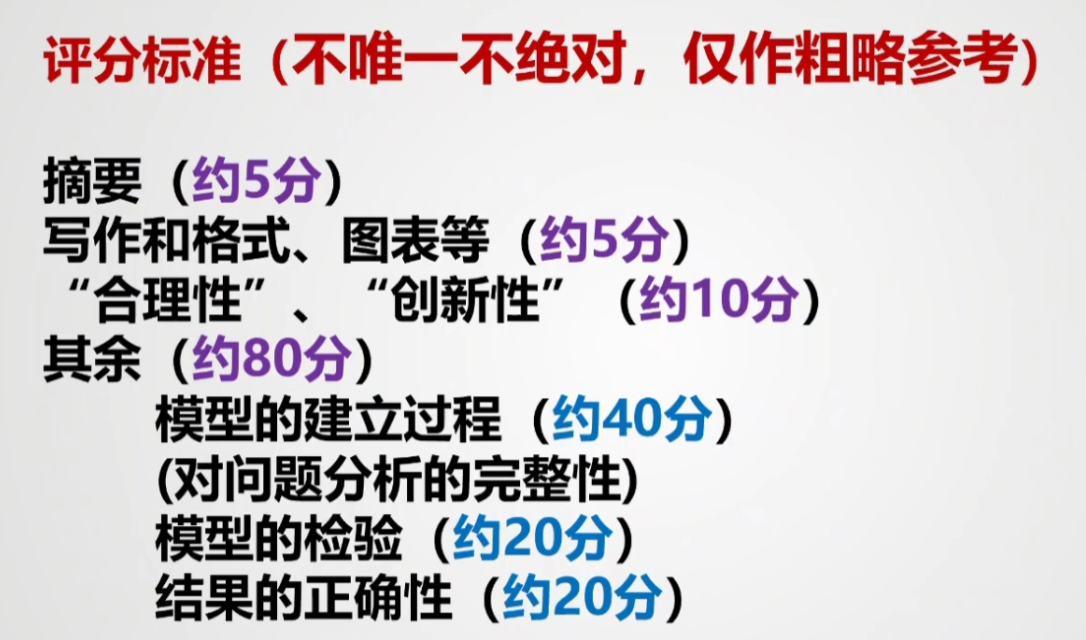 评分标准（不唯一不绝对，仅作粗略参考）
摘要（约5分）
写作和格式、图表等（约5分）
“合理性”、“创新性”（约10分）
其余（约80分）
模型的建立过程（约40分）
(对问题分析的完整性)
模型的检验（约20分）
结果的正确性（约20分）